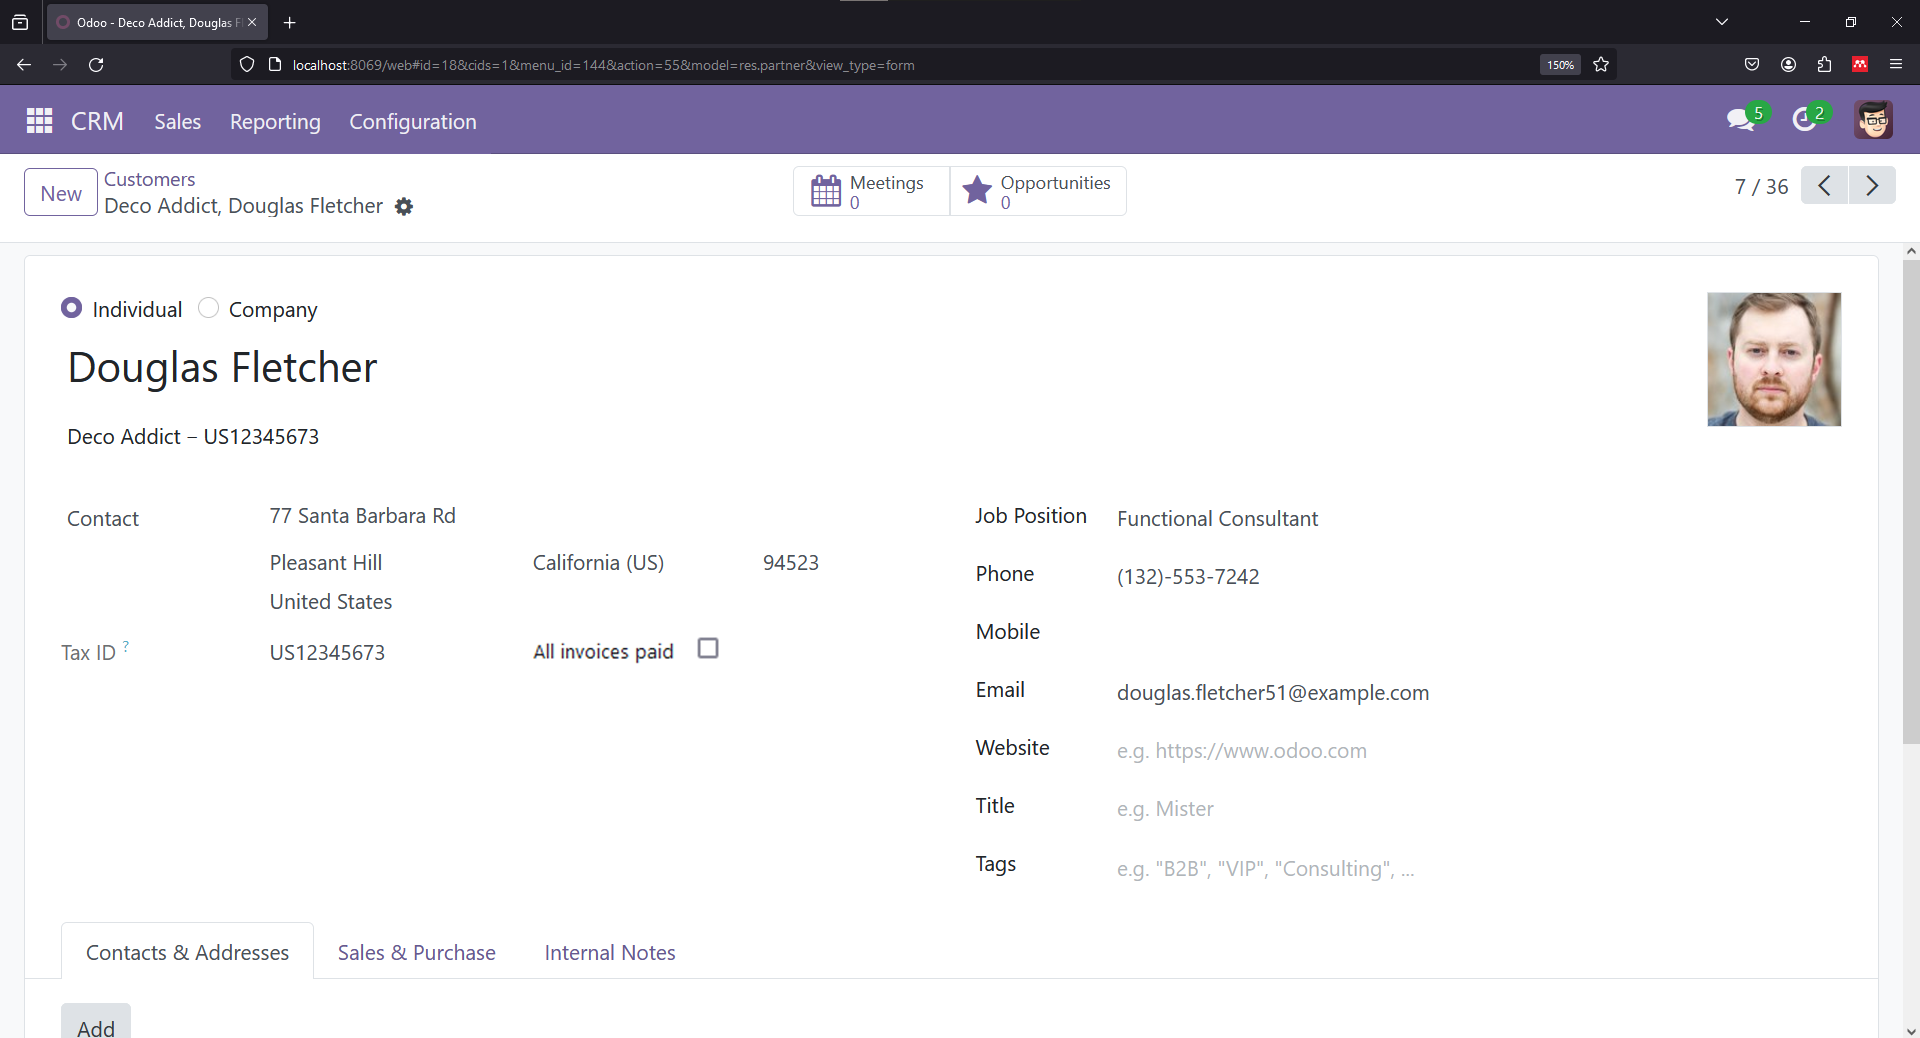 Odoo - Deco Addict, Douglas F
localhost:8069/web#id=18&cids=1&menu_id=144&action=55&model=res.partner&view_type=form
150%
CRM Sales Reporting Configuration
5 2
New
Customers
Deco Addict, Douglas Fletcher
Meetings
0
Opportunities
0
7 / 36
Individual Company
Douglas Fletcher
Deco Addict – US12345673
Contact
77 Santa Barbara Rd
Pleasant Hill California (US) 94523
United States
Tax ID ? US12345673 All invoices paid
Job Position Functional Consultant
Phone (132)-553-7242
Mobile
Email douglas.fletcher51@example.com
Website e.g. https://www.odoo.com
Title e.g. Mister
Tags e.g. "B2B", "VIP", "Consulting", ...
Contacts & Addresses Sales & Purchase Internal Notes
Add